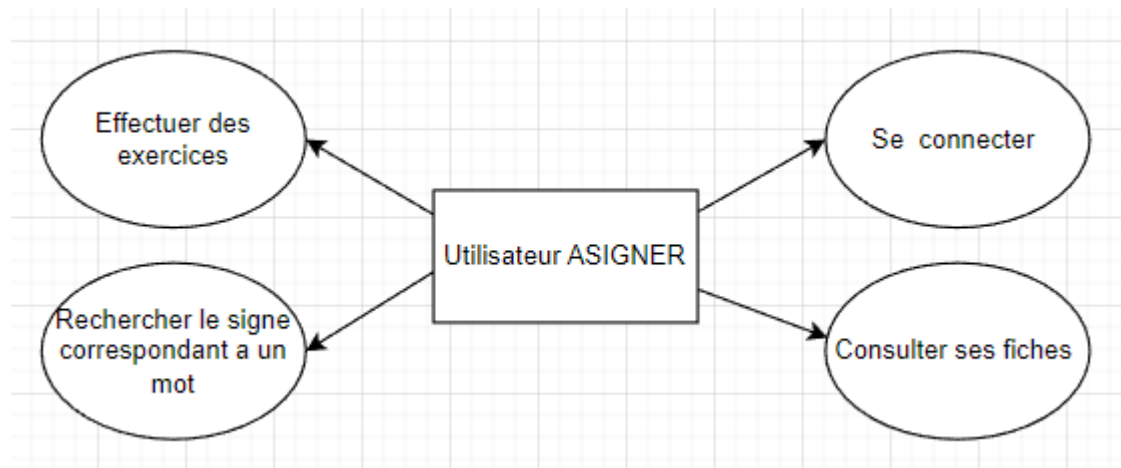 Effectuer des
exercices
Se  connecter
Utilisateur ASIGNER
Rechercher le signe
correspondant a un
mot
Consulter ses fiches